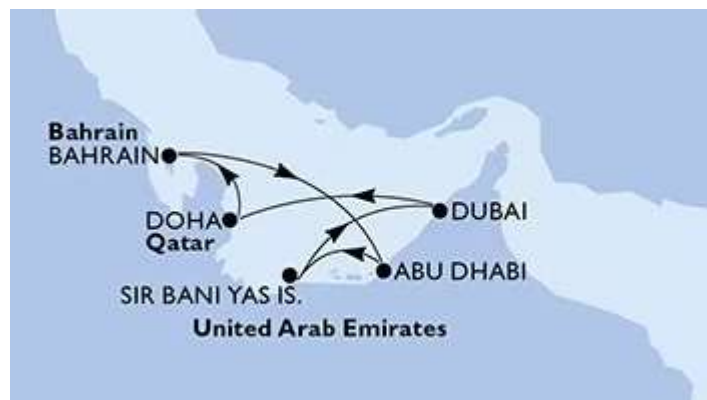 Bahrain
BAHRAIN
DOHA
Qatar
DUBAI
ABU DHABI
SIR BANI YAS IS.
United Arab Emirates